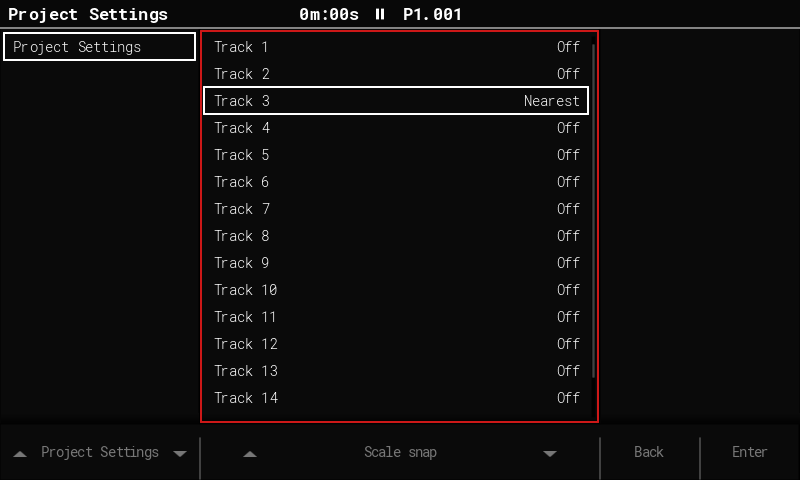 Project Settings 0m:00s P1.001
Project Settings
Track 1 Off
Track 2 Off
Track 3 Nearest
Track 4 Off
Track 5 Off
Track 6 Off
Track 7 Off
Track 8 Off
Track 9 Off
Track 10 Off
Track 11 Off
Track 12 Off
Track 13 Off
Track 14 Off
Project Settings Scale snap Back Enter